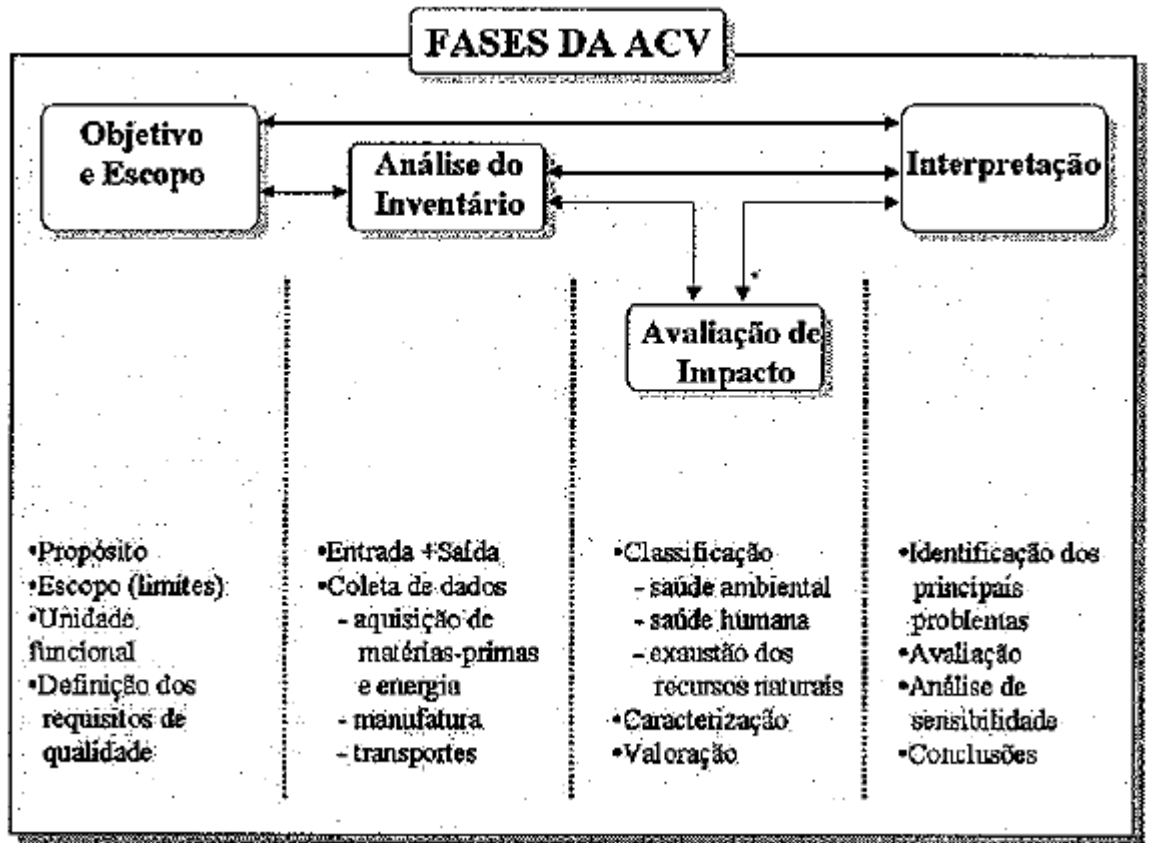 FASES DA ACV
Objetivo
e Escopo
Análise do
Inventário
Interpretação
Avaliação de
Impacto
•Propósito
•Escopo (limites)
•Unidade
funcional
•Definição dos
requisitos de
qualidade
•Entrada +Saída
•Coleta de dados
- aquisição de
matérias-primas
e energia
- manufatura
- transportes
•Classificação
- saúde ambiental
- saúde humana
- exaustão dos
recursos naturais
•Caracterização
•Valoração
•Identificação dos
principais
problemas
•Avaliação
•Análise de
sensibilidade
•Conclusões